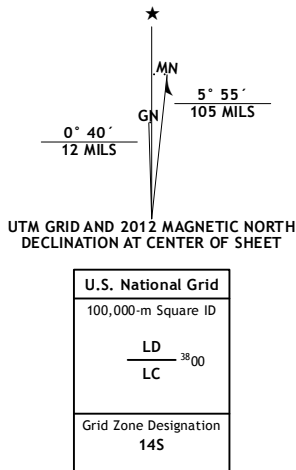 ★
MN
GN
5° 55´
105 MILS
0° 40´
12 MILS
UTM GRID AND 2012 MAGNETIC NORTH
DECLINATION AT CENTER OF SHEET
U.S. National Grid
100,000-m Square ID
LD
3800
LC
Grid Zone Designation
14S